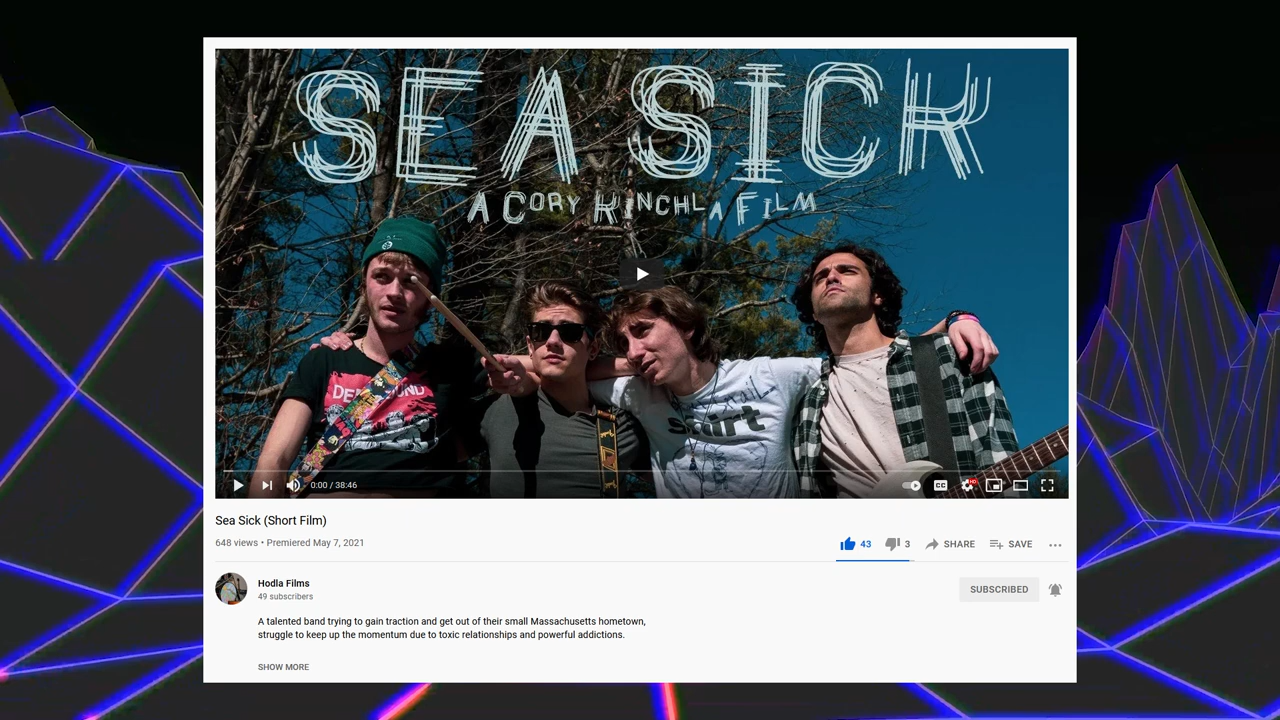 SEA SICK
A CORY KINCHLA FILM
0:00 / 38:46
CC
HD
Sea Sick (Short Film)
648 views • Premiered May 7, 2021
43
3
SHARE
SAVE
Hodla Films
49 subscribers
SUBSCRIBED
A talented band trying to gain traction and get out of their small Massachusetts hometown,
struggle to keep up the momentum due to toxic relationships and powerful addictions.
SHOW MORE